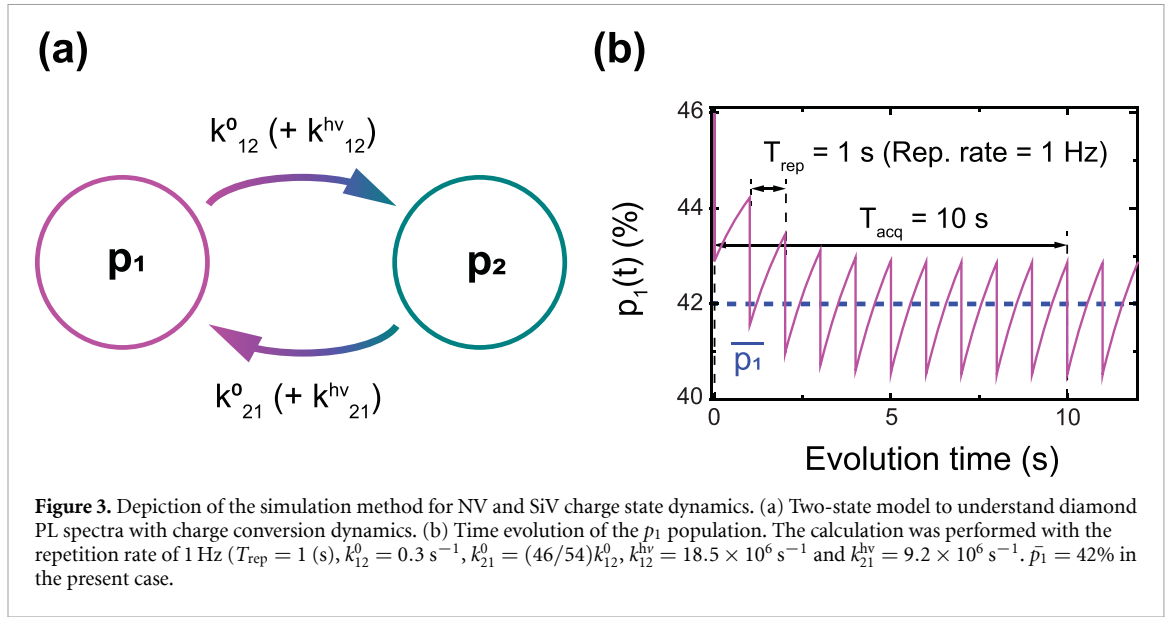 (a)
k⁰₁₂ (+ kʰᵛ₁₂)
p₁
p₂
k⁰₂₁ (+ kʰᵛ₂₁)
(b)
46
44
42
40
p₁(t) (%)
T_rep = 1 s (Rep. rate = 1 Hz)
T_acq = 10 s
p̅₁
0
5
10
Evolution time (s)
Figure 3. Depiction of the simulation method for NV and SiV charge state dynamics. (a) Two-state model to understand diamond
PL spectra with charge conversion dynamics. (b) Time evolution of the p₁ population. The calculation was performed with the
repetition rate of 1 Hz (T_rep = 1 (s), k⁰₁₂ = 0.3 s⁻¹, k⁰₂₁ = (46/54)k⁰₁₂, kʰᵛ₁₂ = 18.5 × 10⁶ s⁻¹ and kʰᵛ₂₁ = 9.2 × 10⁶ s⁻¹. p̄₁ = 42% in
the present case.